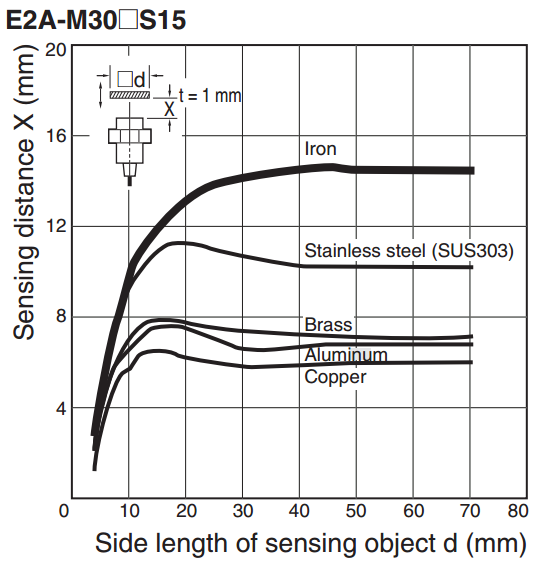 E2A-M30□S15
Sensing distance X (mm)
20
16
12
8
4
0
□d
t = 1 mm
X
Iron
Stainless steel (SUS303)
Brass
Aluminum
Copper
10 20 30 40 50 60 70 80
Side length of sensing object d (mm)